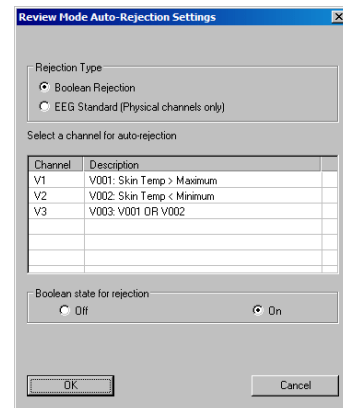 Review Mode Auto-Rejection Settings
Rejection Type
Boolean Rejection
EEG Standard (Physical channels only)
Select a channel for auto-rejection
Channel Description
V1 V001: Skin Temp > Maximum
V2 V002: Skin Temp < Minimum
V3 V003: V001 OR V002
Boolean state for rejection
Off On
OK Cancel